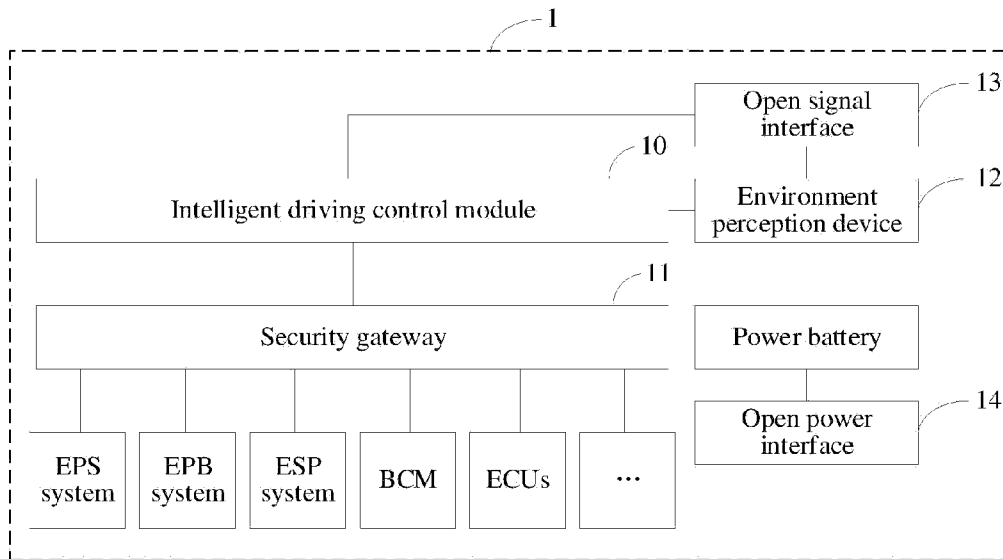 1
Open signal
interface
13
10
Intelligent driving control module
Environment
perception device
12
11
Security gateway
Power battery
Open power
interface
14
EPS
system
EPB
system
ESP
system
BCM
ECUs
...